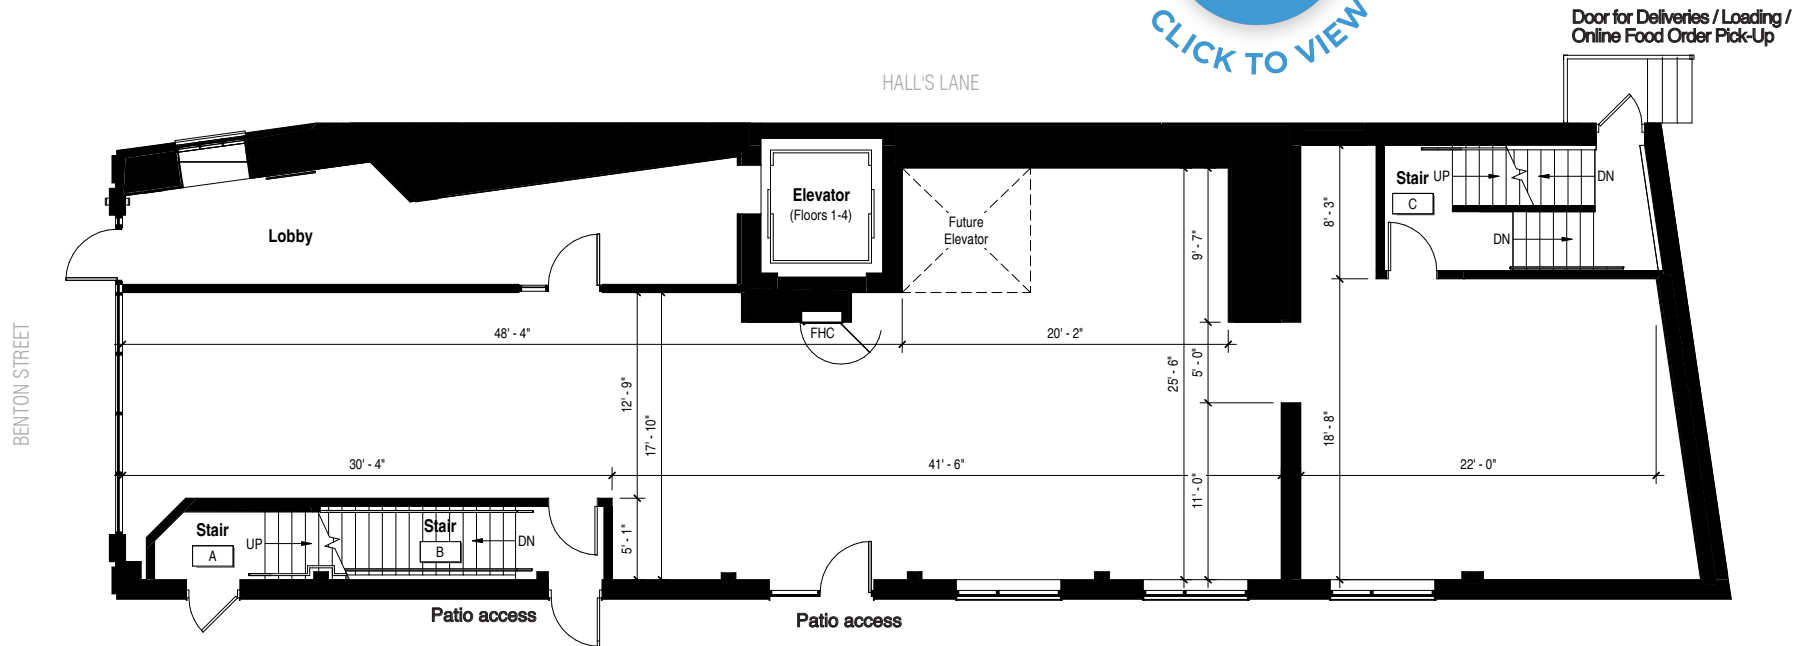 Door for Deliveries / Loading /
Online Food Order Pick-Up
CLICK TO VIEW
HALL'S LANE
BENTON STREET
Elevator
(Floors 1-4)
Future
Elevator
Lobby
Stair
C
UP
DN
DN
8' - 3"
9' - 7"
FHC
48' - 4"
20' - 2"
25' - 6"
5' - 0"
12' - 9"
17' - 10"
18' - 8"
30' - 4"
41' - 6"
22' - 0"
11' - 0"
5' - 1"
Stair
A
UP
Stair
B
DN
Patio access
Patio access